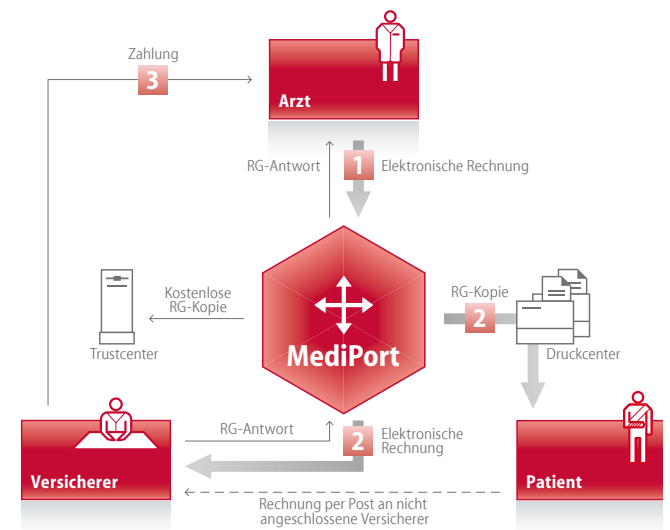 Zahlung
3
Arzt
RG-Antwort
1
Elektronische Rechnung
Kostenlose
RG-Kopie
Trustcenter
MediPort
RG-Kopie
2
Druckcenter
RG-Antwort
2
Elektronische
Rechnung
Versicherer
Patient
Rechnung per Post an nicht
angeschlossene Versicherer